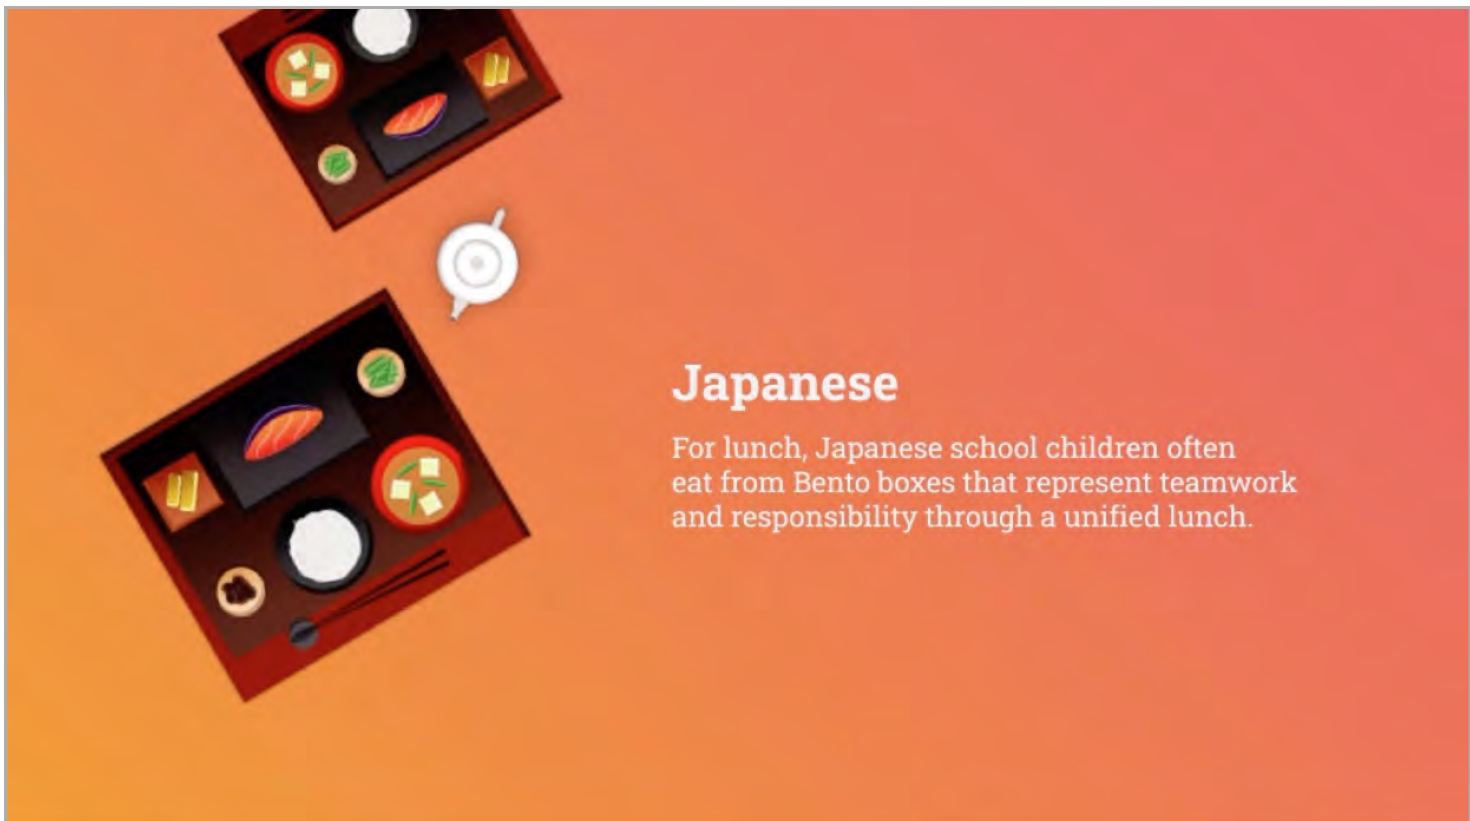 Japanese
For lunch, Japanese school children often
eat from Bento boxes that represent teamwork
and responsibility through a unified lunch.